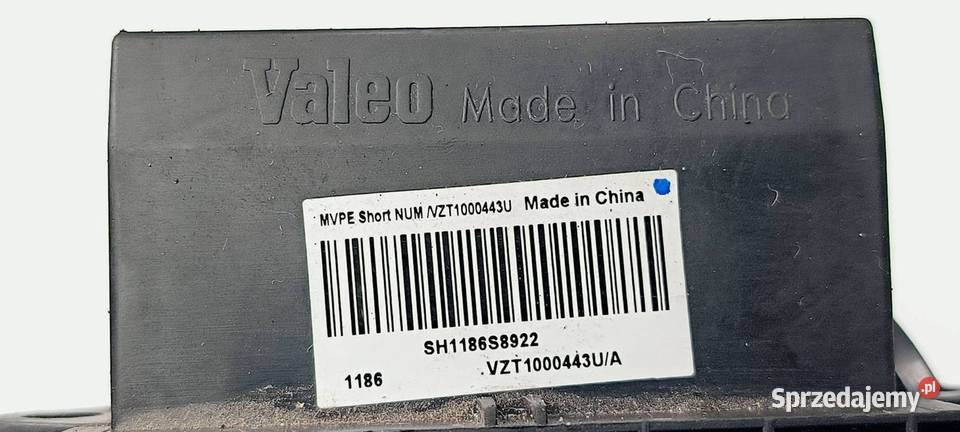 Valeo Made in China
MVPE Short NUM /VZT1000443U Made in China
SH1186S8922
1186 .VZT1000443U/A
Sprzedajemy.pl